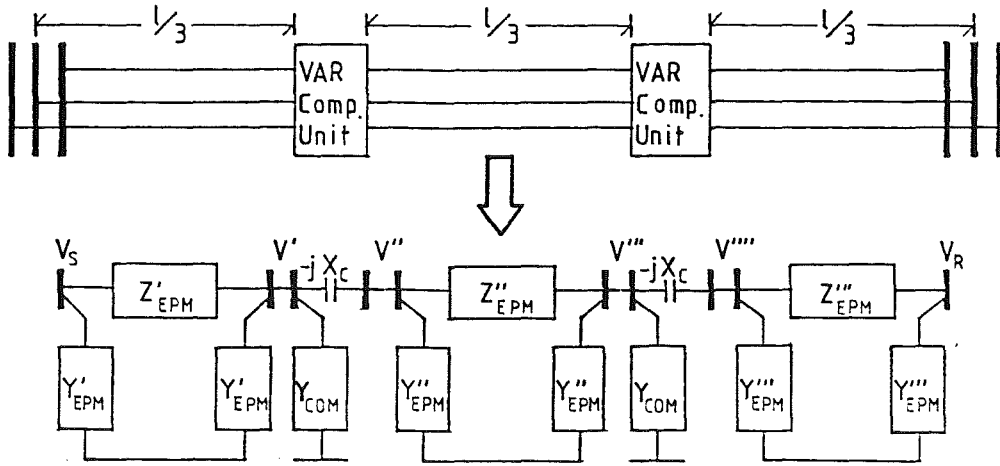 l/3 l/3 l/3
VAR Comp. Unit
VAR Comp. Unit
V_S V' -jX_C V'' V''' -jX_C V'''' V_R
Z'_EPM Z''_EPM Z'''_EPM
Y'_EPM Y'_EPM Y_COM Y''_EPM Y''_EPM Y_COM Y'''_EPM Y'''_EPM